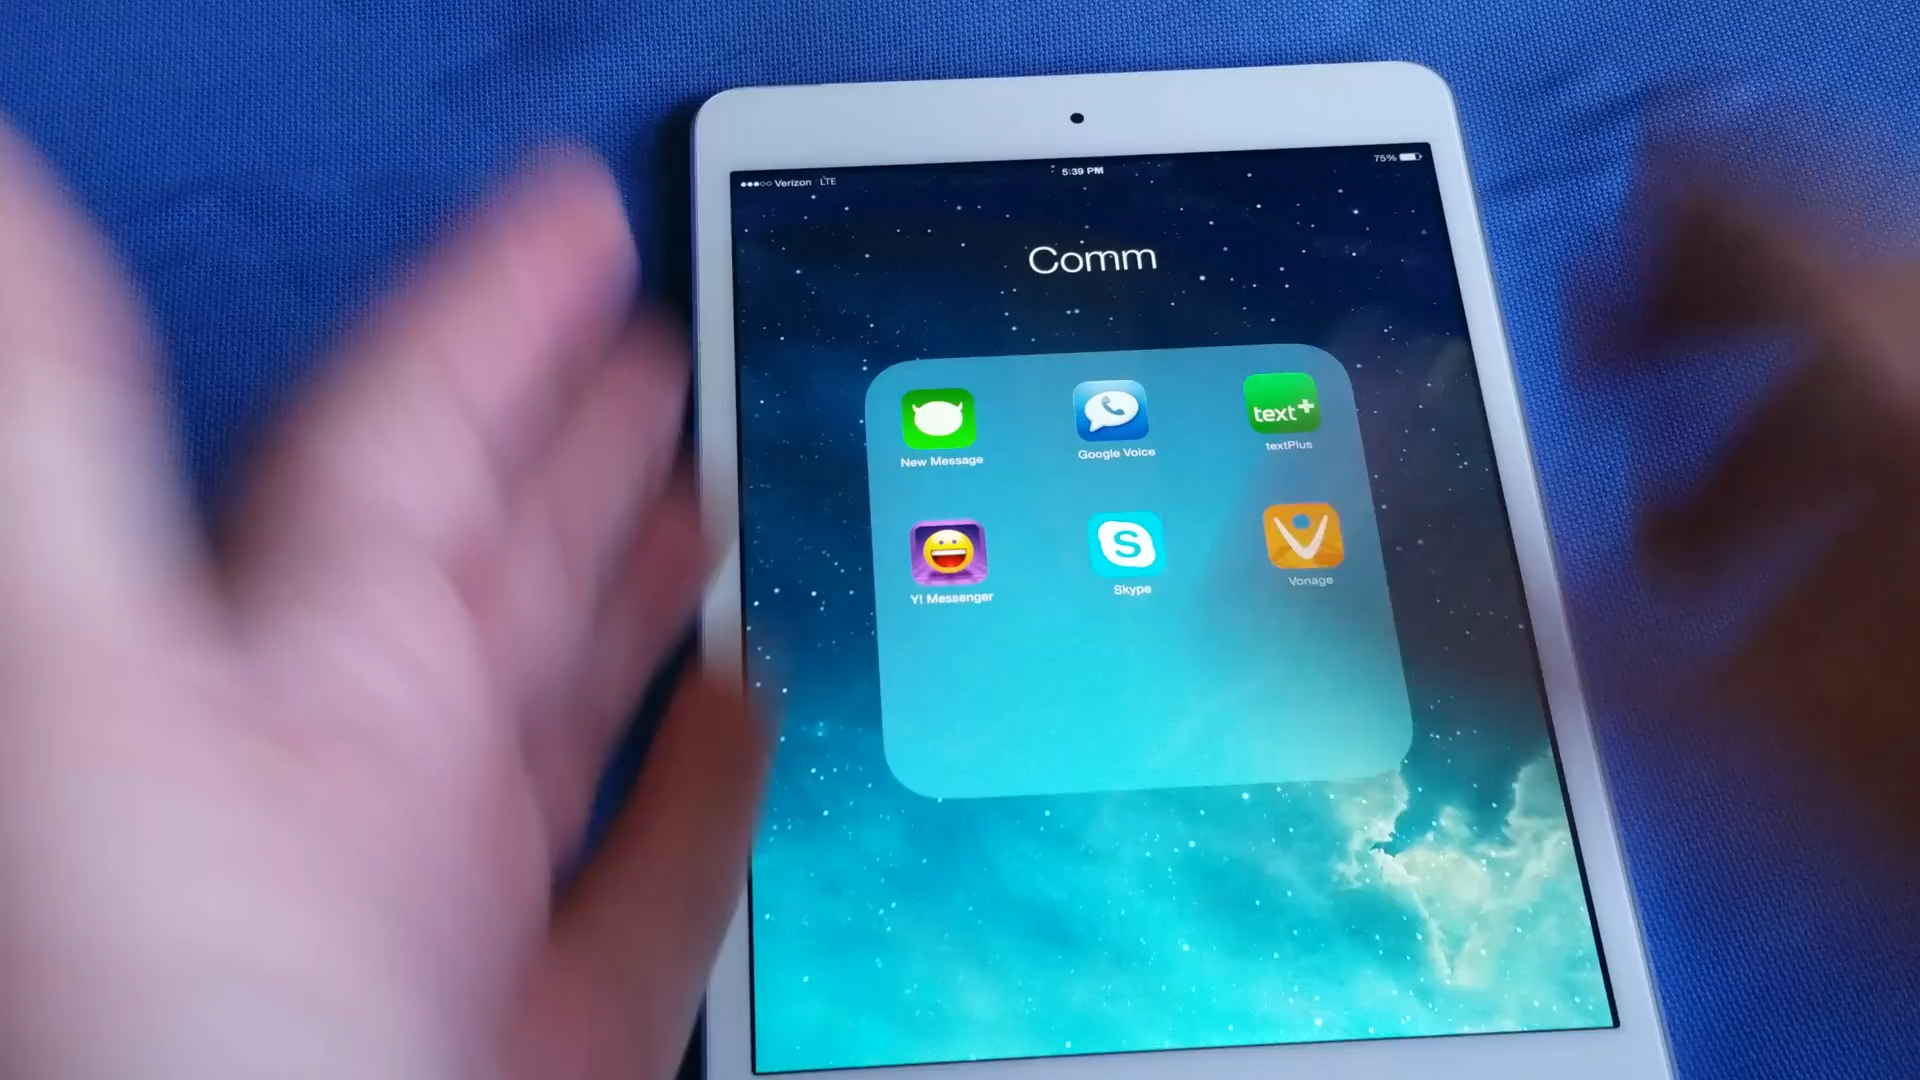 Verizon LTE
5:39 PM
75%
Comm
text+
New Message
Google Voice
textPlus
S
V
Y! Messenger
Skype
Vonage